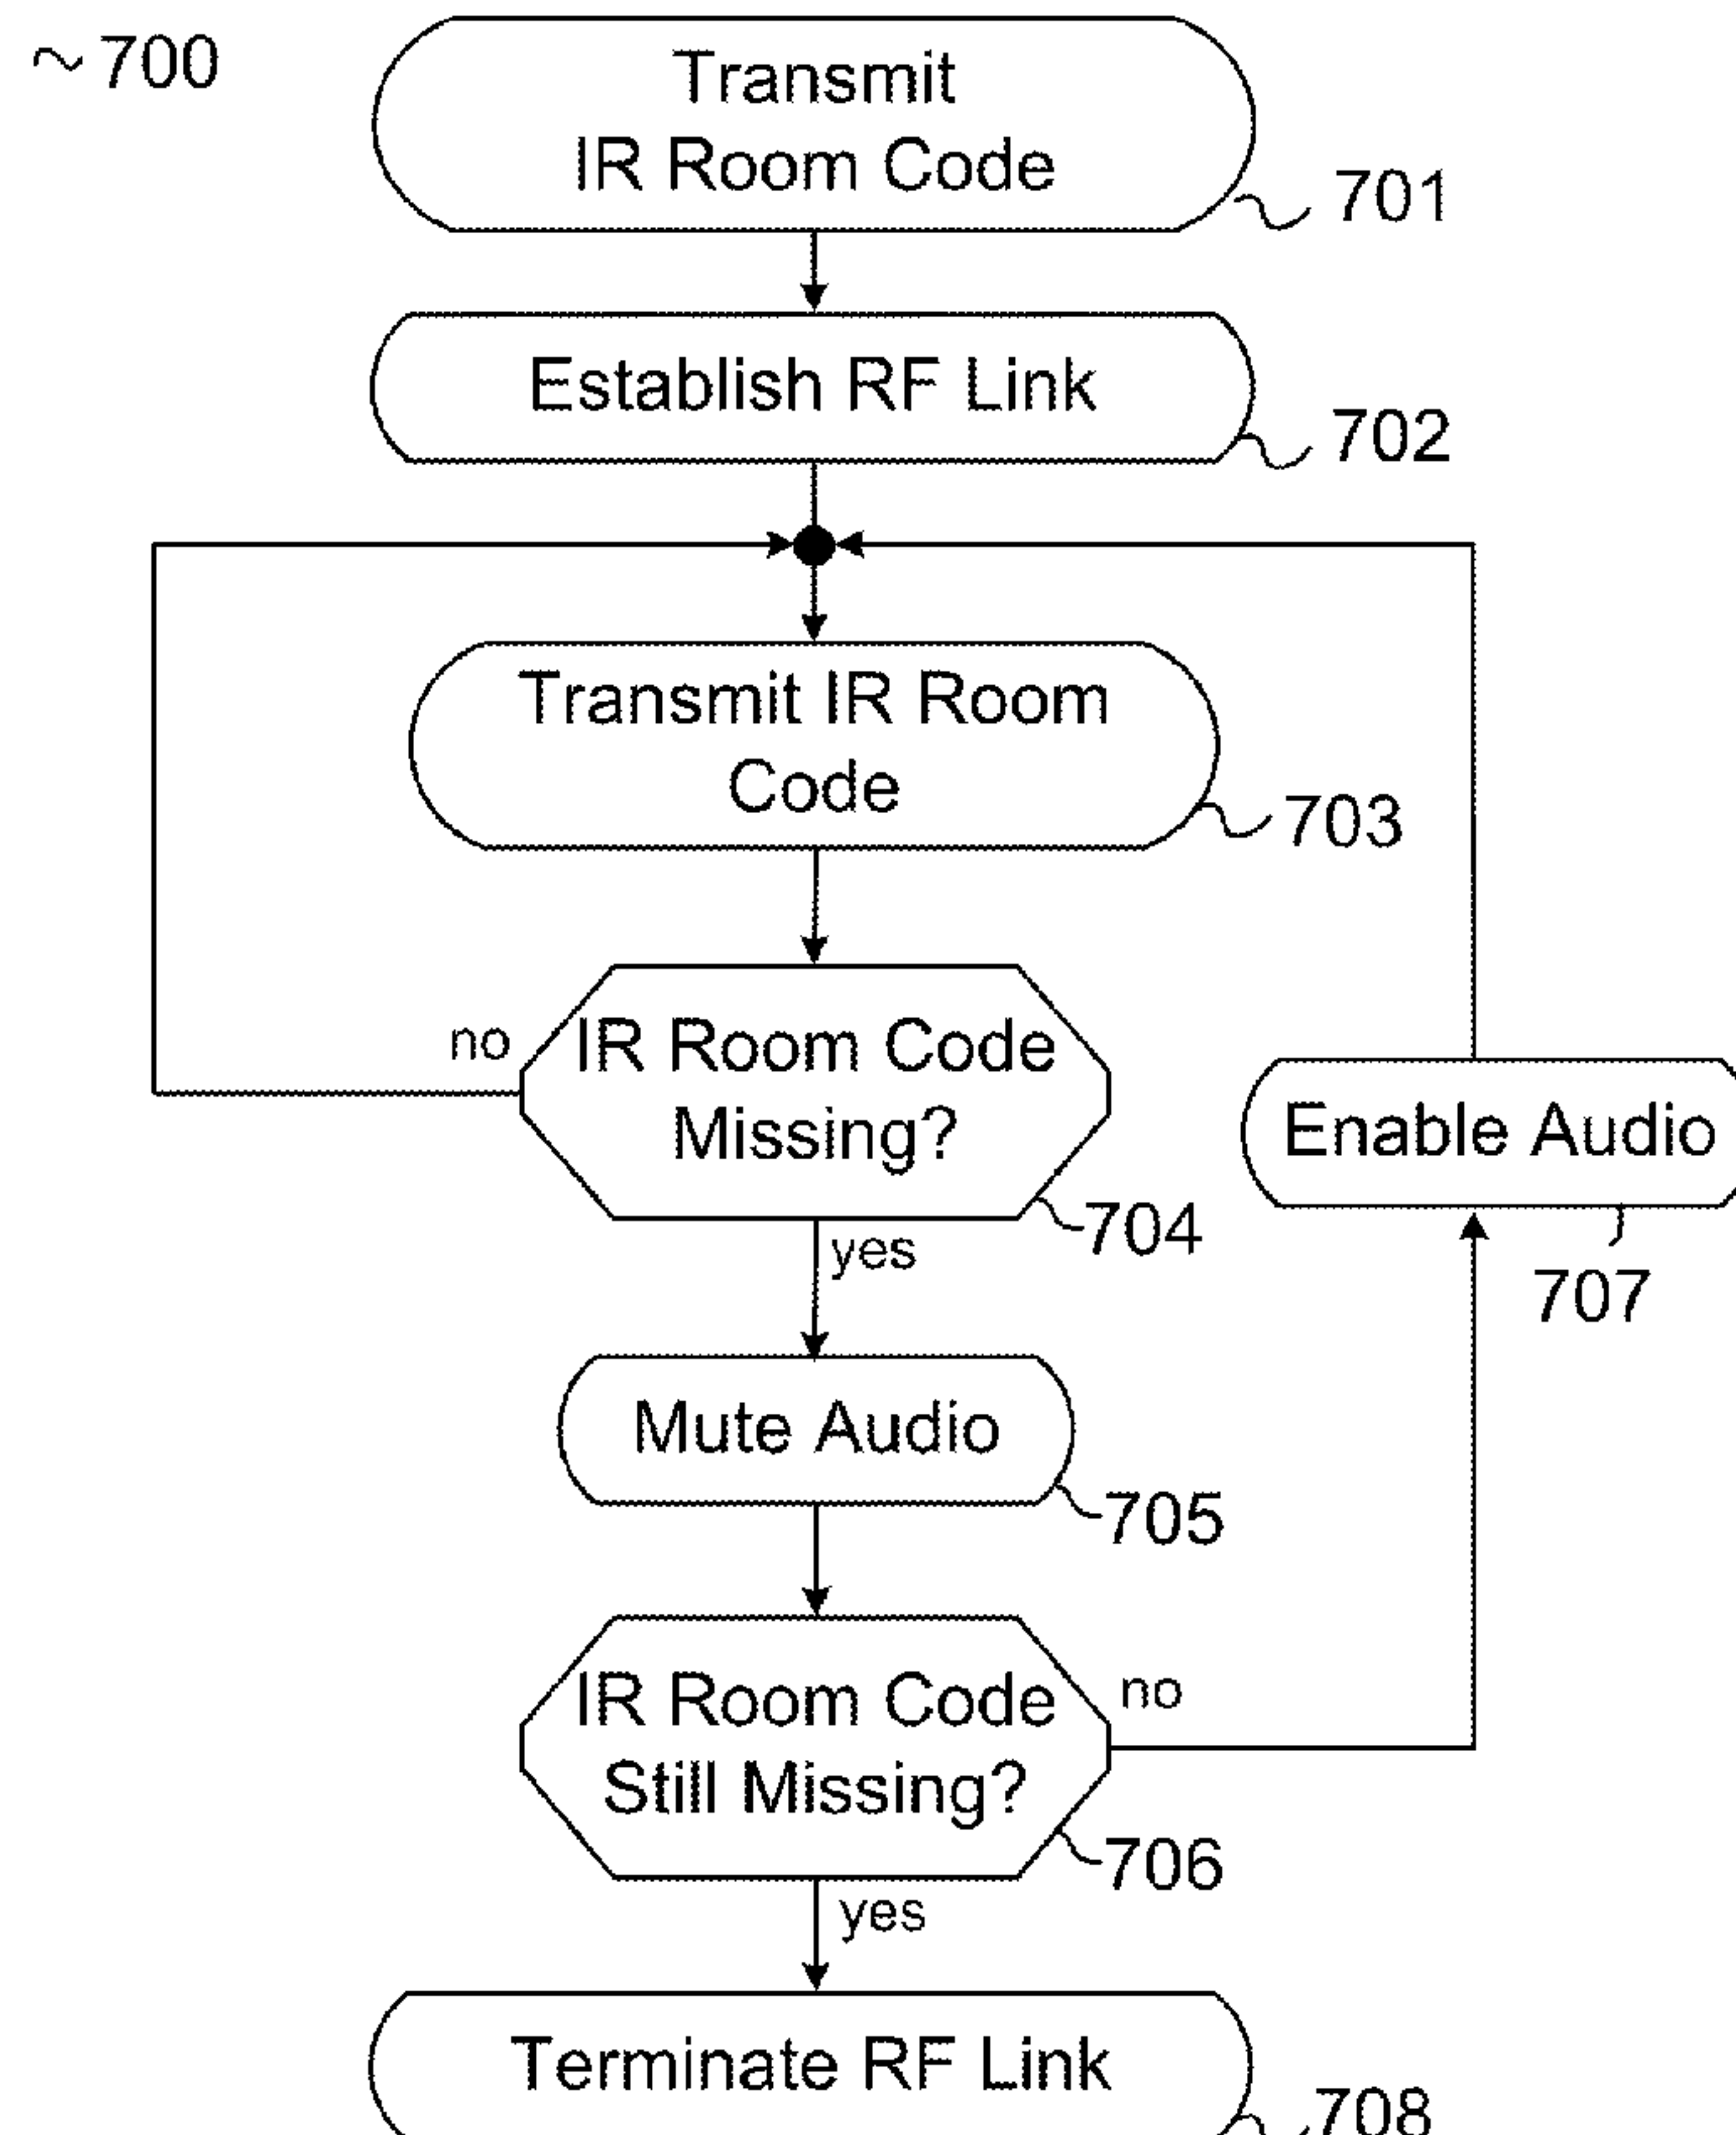 700
Transmit
IR Room Code
701
Establish RF Link
702
Transmit IR Room
Code
703
no
IR Room Code
Missing?
704
yes
Enable Audio
707
Mute Audio
705
IR Room Code
Still Missing?
no
706
yes
Terminate RF Link
708